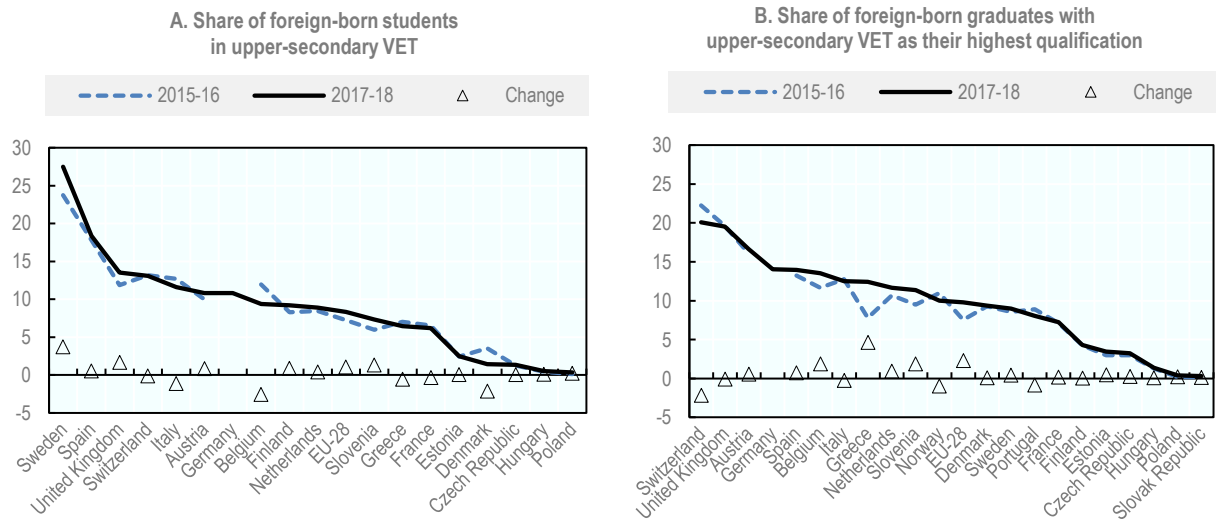 A. Share of foreign-born students
in upper-secondary VET
2015-16 2017-18 Change
30
25
20
15
10
5
0
-5
Sweden
Spain
United Kingdom
Switzerland
Italy
Austria
Germany
Belgium
Finland
Netherlands
EU-28
Slovenia
Greece
France
Estonia
Denmark
Czech Republic
Hungary
Poland
B. Share of foreign-born graduates with
upper-secondary VET as their highest qualification
2015-16 2017-18 Change
30
25
20
15
10
5
0
-5
Switzerland
United Kingdom
Austria
Germany
Spain
Belgium
Italy
Greece
Netherlands
Slovenia
Norway
EU-28
Denmark
Sweden
Portugal
France
Finland
Estonia
Czech Republic
Hungary
Poland
Slovak Republic